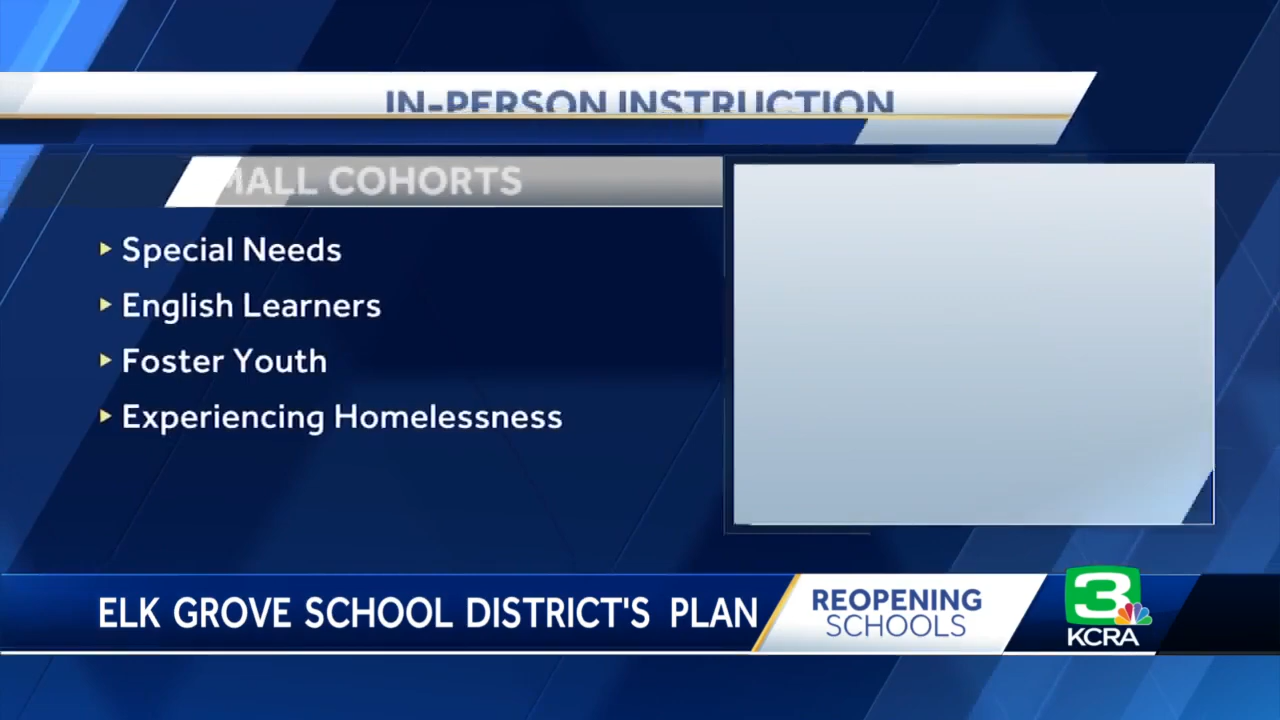 IN-PERSON INSTRUCTION
MALL COHORTS
Special Needs
English Learners
Foster Youth
Experiencing Homelessness
ELK GROVE SCHOOL DISTRICT'S PLAN
REOPENING
SCHOOLS
3
KCRA